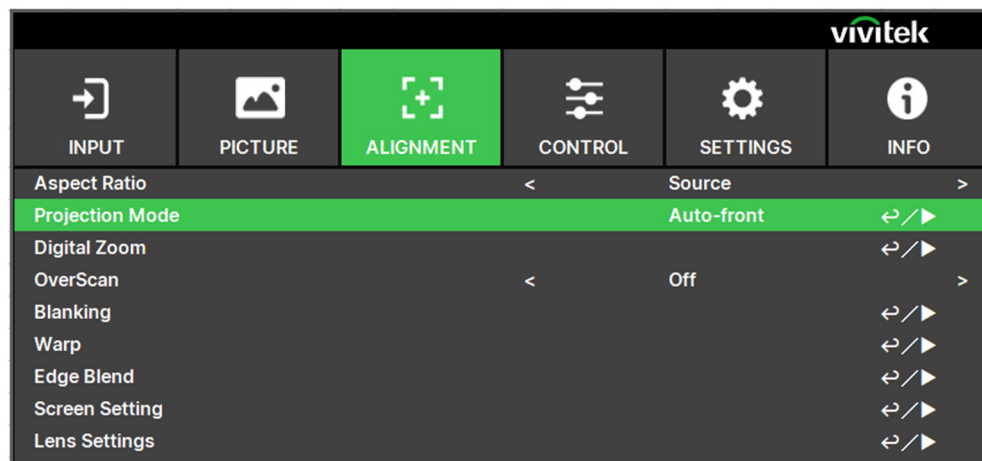 vivitek
INPUT PICTURE ALIGNMENT CONTROL SETTINGS INFO
Aspect Ratio < Source >
Projection Mode Auto-front ↵/▶
Digital Zoom ↵/▶
OverScan < Off >
Blanking ↵/▶
Warp ↵/▶
Edge Blend ↵/▶
Screen Setting ↵/▶
Lens Settings ↵/▶